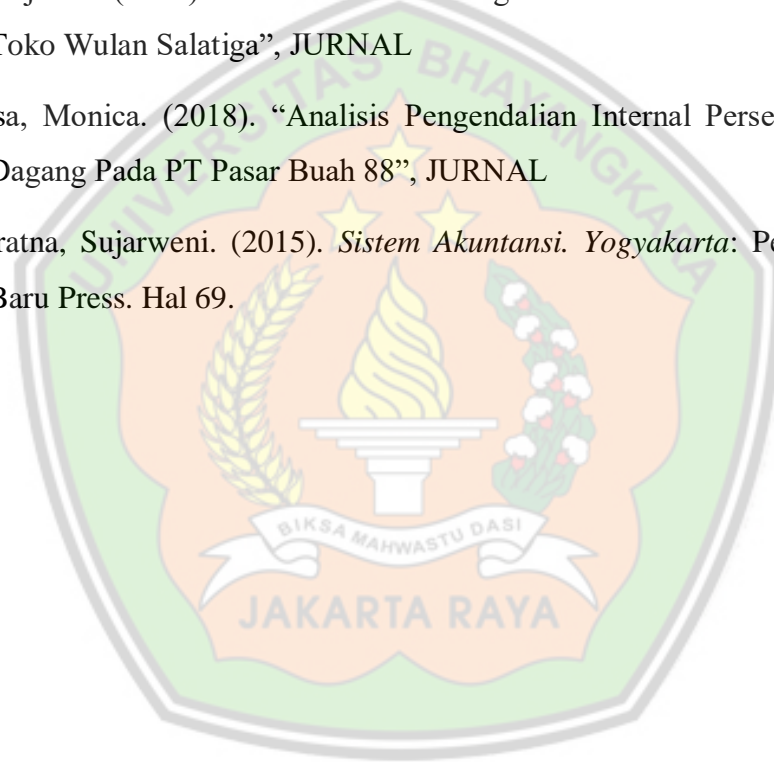 Toko Wulan Salatiga”, JURNAL
sa, Monica. (2018). “Analisis Pengendalian Internal Perse
Dagang Pada PT Pasar Buah 88”, JURNAL
ratna, Sujarweni. (2015). Sistem Akuntansi. Yogyakarta: Pe
Baru Press. Hal 69.
UNIVERSITAS BHAYANGKARA
BIKSA MAHWASTU DASI
JAKARTA RAYA